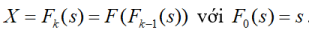 X = F_k(s) = F(F_{k-1}(s)) với F_0(s) = s.